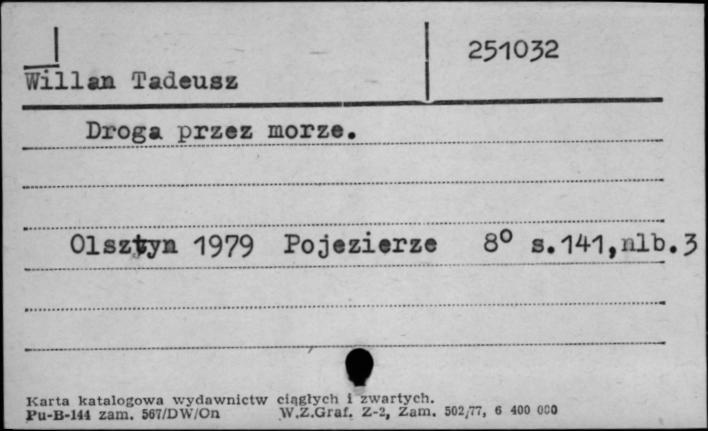 251032
Willan Tadeusz
Droga przez morze.
Olsztyn 1979 Pojezierze 8° s.141,nlb.3
Karta katalogowa wydawnictw ciągłych i zwartych.
Pu-B-144 zam. 567/DW/On W.Z.Graf. Z-2, Zam. 502/77, 6 400 000